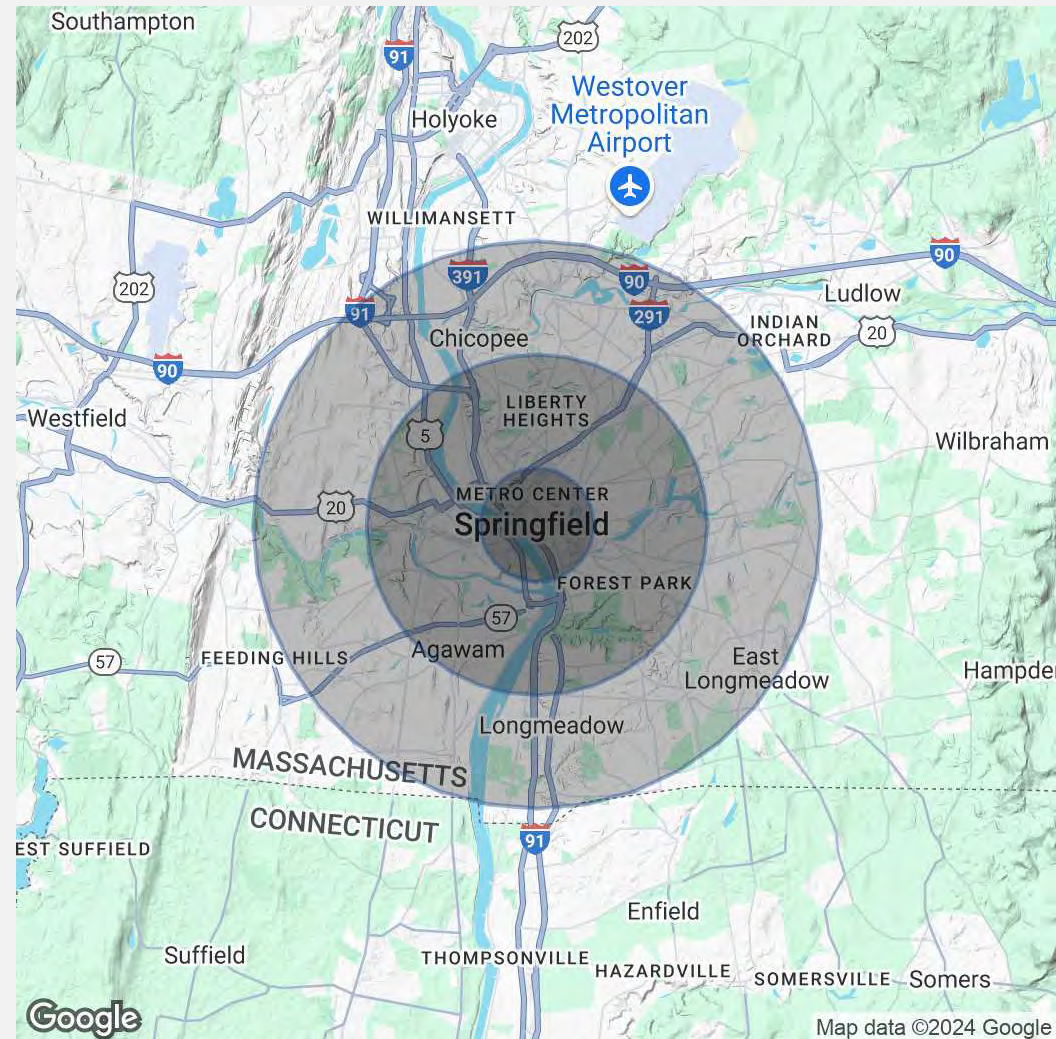 Southampton
91
202
Westover
Metropolitan
Airport
Holyoke
WILLIMANSETT
202
391
90
90
91
291
Ludlow
INDIAN
ORCHARD
20
Chicopee
90
LIBERTY
HEIGHTS
Westfield
5
Wilbraham
METRO CENTER
20
Springfield
FOREST PARK
57
Agawam
FEEDING HILLS
57
East
Longmeadow
Hampde
Longmeadow
MASSACHUSETTS
CONNECTICUT
91
EST SUFFIELD
Enfield
Suffield
THOMPSONVILLE
HAZARDVILLE
SOMERSVILLE
Somers
Google
Map data ©2024 Google